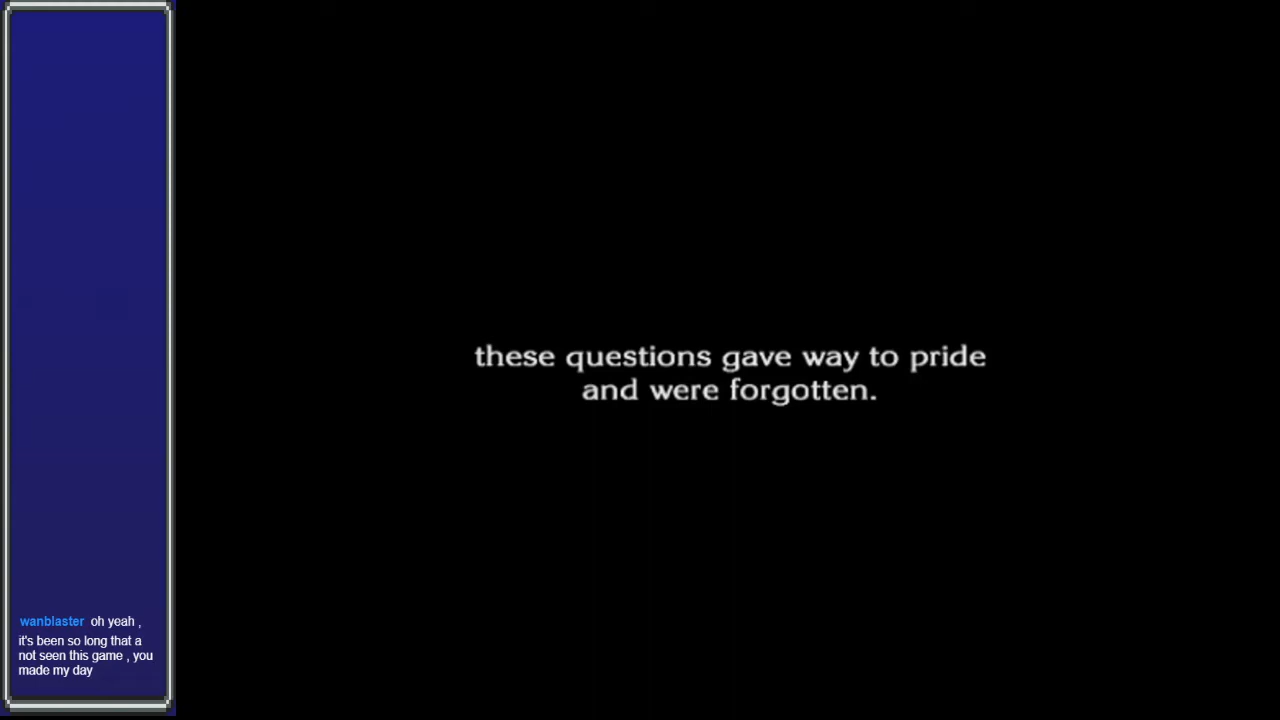 these questions gave way to pride
and were forgotten.
wanblaster oh yeah ,
it's been so long that a
not seen this game , you
made my day